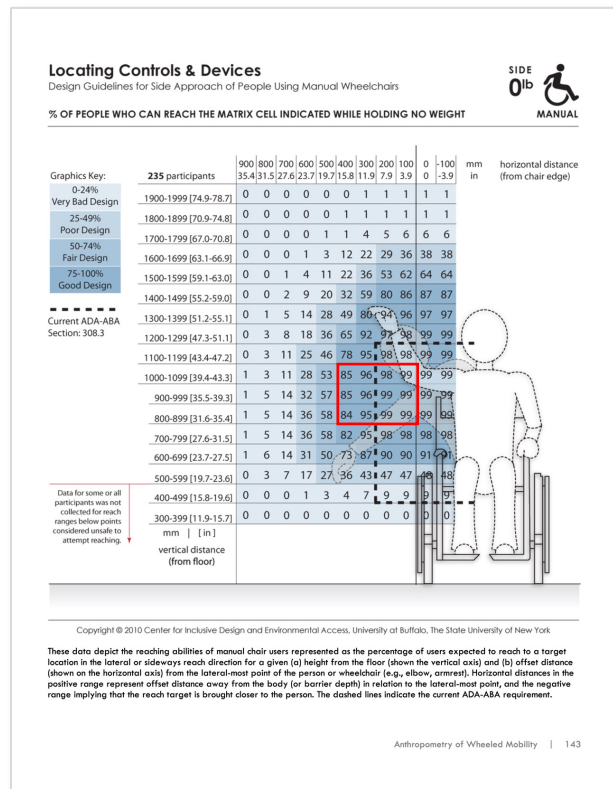 Locating Controls & Devices
Design Guidelines for Side Approach of People Using Manual Wheelchairs
SIDE
0lb
MANUAL
% OF PEOPLE WHO CAN REACH THE MATRIX CELL INDICATED WHILE HOLDING NO WEIGHT
900 800 700 600 500 400 300 200 100 0 -100 mm horizontal distance
Graphics Key: 235 participants 35.4 31.5 27.6 23.7 19.7 15.8 11.9 7.9 3.9 0 -3.9 in (from chair edge)
0-24%
Very Bad Design
25-49%
Poor Design
50-74%
Fair Design
75-100%
Good Design
Current ADA-ABA
Section: 308.3
1900-1999 [74.9-78.7] 0 0 0 0 0 0 1 1 1 1 1
1800-1899 [70.9-74.8] 0 0 0 0 0 1 1 1 1 1 1
1700-1799 [67.0-70.8] 0 0 0 0 1 1 4 5 6 6 6
1600-1699 [63.1-66.9] 0 0 0 1 3 12 22 29 36 38 38
1500-1599 [59.1-63.0] 0 0 1 4 11 22 36 53 62 64 64
1400-1499 [55.2-59.0] 0 0 2 9 20 32 59 80 86 87 87
1300-1399 [51.2-55.1] 0 1 5 14 28 49 80 94 96 97 97
1200-1299 [47.3-51.1] 0 3 8 18 36 65 92 97 98 99 99
1100-1199 [43.4-47.2] 0 3 11 25 46 78 95 98 98 99 99
1000-1099 [39.4-43.3] 1 3 11 28 53 85 96 98 99 99 99
900-999 [35.5-39.3] 1 5 14 32 57 85 96 99 99 99 99
800-899 [31.6-35.4] 1 5 14 36 58 84 95 99 99 99 99
700-799 [27.6-31.5] 1 5 14 36 58 82 95 98 98 98 98
600-699 [23.7-27.5] 1 6 14 31 50 73 87 90 90 91 91
500-599 [19.7-23.6] 0 3 7 17 27 36 43 47 47 48 48
400-499 [15.8-19.6] 0 0 0 1 3 4 7 9 9 9 9
300-399 [11.9-15.7] 0 0 0 0 0 0 0 0 0 0 0
Data for some or all
participants was not
collected for reach
ranges below points
considered unsafe to
attempt reaching.
mm | [in]
vertical distance
(from floor)
Copyright © 2010 Center for Inclusive Design and Environmental Access, University at Buffalo, The State University of New York
These data depict the reaching abilities of manual chair users represented as the percentage of users expected to reach to a target
location in the lateral or sideways reach direction for a given (a) height from the floor (shown the vertical axis) and (b) offset distance
(shown on the horizontal axis) from the lateral-most point of the person or wheelchair (e.g., elbow, armrest). Horizontal distances in the
positive range represent offset distance away from the body (or barrier depth) in relation to the lateral-most point, and the negative
range implying that the reach target is brought closer to the person. The dashed lines indicate the current ADA-ABA requirement.
Anthropometry of Wheeled Mobility | 143